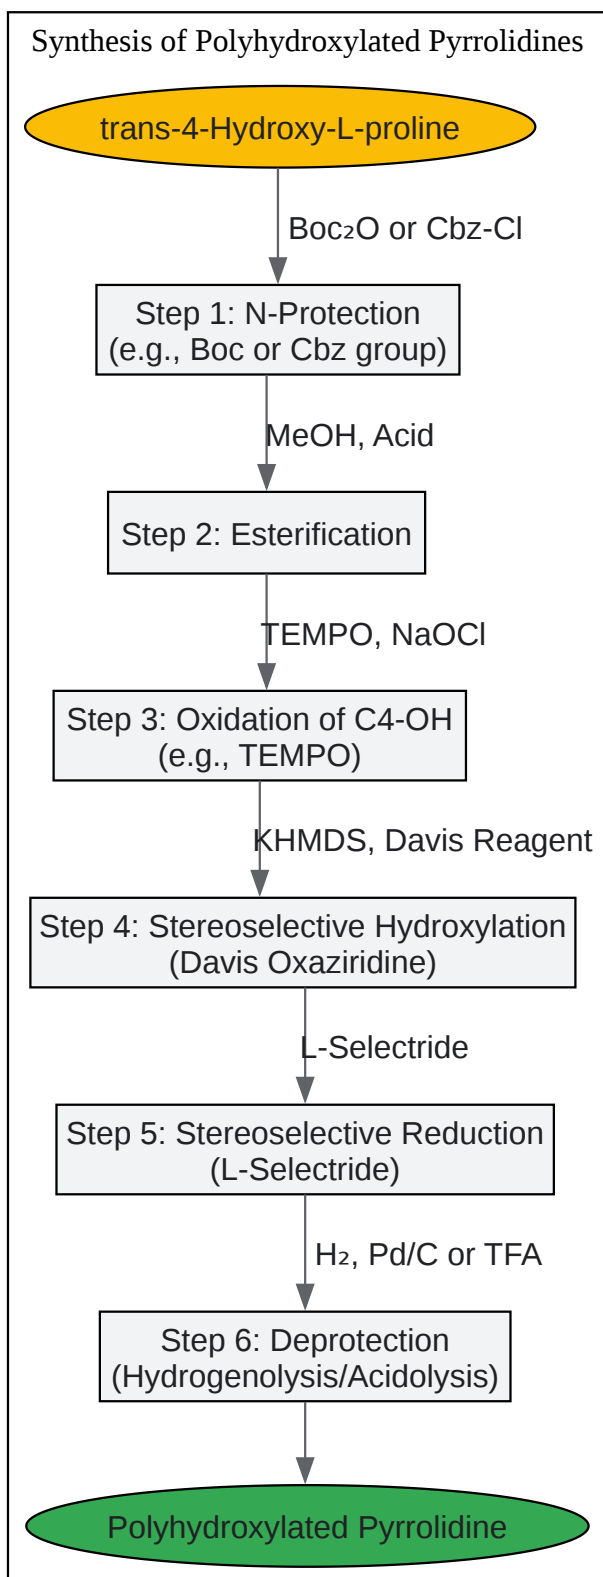 Synthesis of Polyhydroxylated Pyrrolidines
trans-4-Hydroxy-L-proline
Boc₂O or Cbz-Cl
Step 1: N-Protection
(e.g., Boc or Cbz group)
MeOH, Acid
Step 2: Esterification
TEMPO, NaOCl
Step 3: Oxidation of C4-OH
(e.g., TEMPO)
KHMDS, Davis Reagent
Step 4: Stereoselective Hydroxylation
(Davis Oxaziridine)
L-Selectride
Step 5: Stereoselective Reduction
(L-Selectride)
H₂, Pd/C or TFA
Step 6: Deprotection
(Hydrogenolysis/Acidolysis)
Polyhydroxylated Pyrrolidine